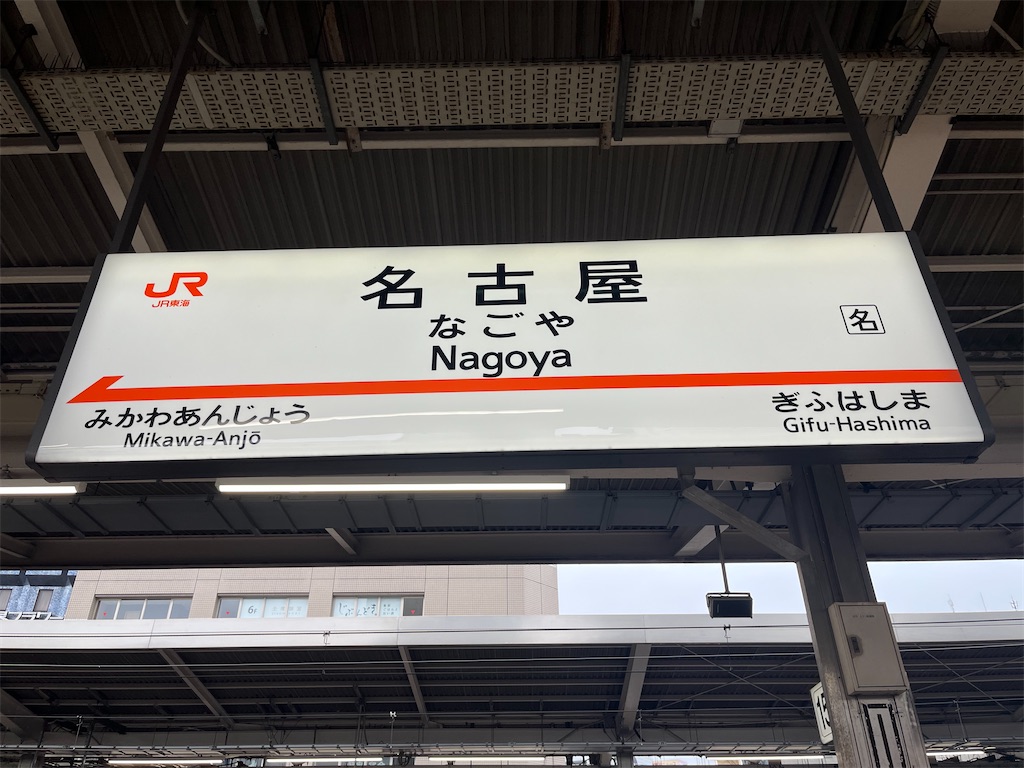 JR
JR東海
名古屋
なごや
Nagoya
名
みかわあんじょう
Mikawa-Anjō
ぎふはしま
Gifu-Hashima
6F